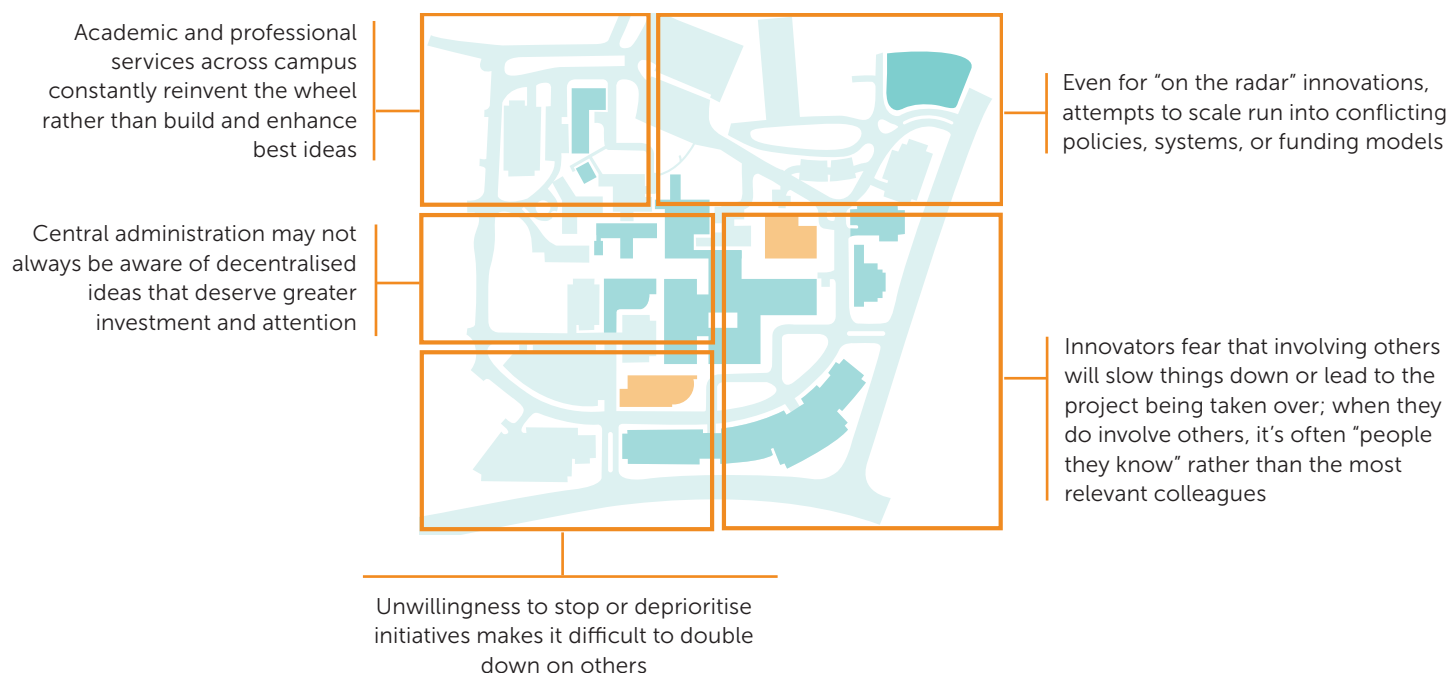 Academic and professional
services across campus
constantly reinvent the wheel
rather than build and enhance
best ideas
Even for “on the radar” innovations,
attempts to scale run into conflicting
policies, systems, or funding models
Central administration may not
always be aware of decentralised
ideas that deserve greater
investment and attention
Innovators fear that involving others
will slow things down or lead to the
project being taken over; when they
do involve others, it’s often “people
they know” rather than the most
relevant colleagues
Unwillingness to stop or deprioritise
initiatives makes it difficult to double
down on others